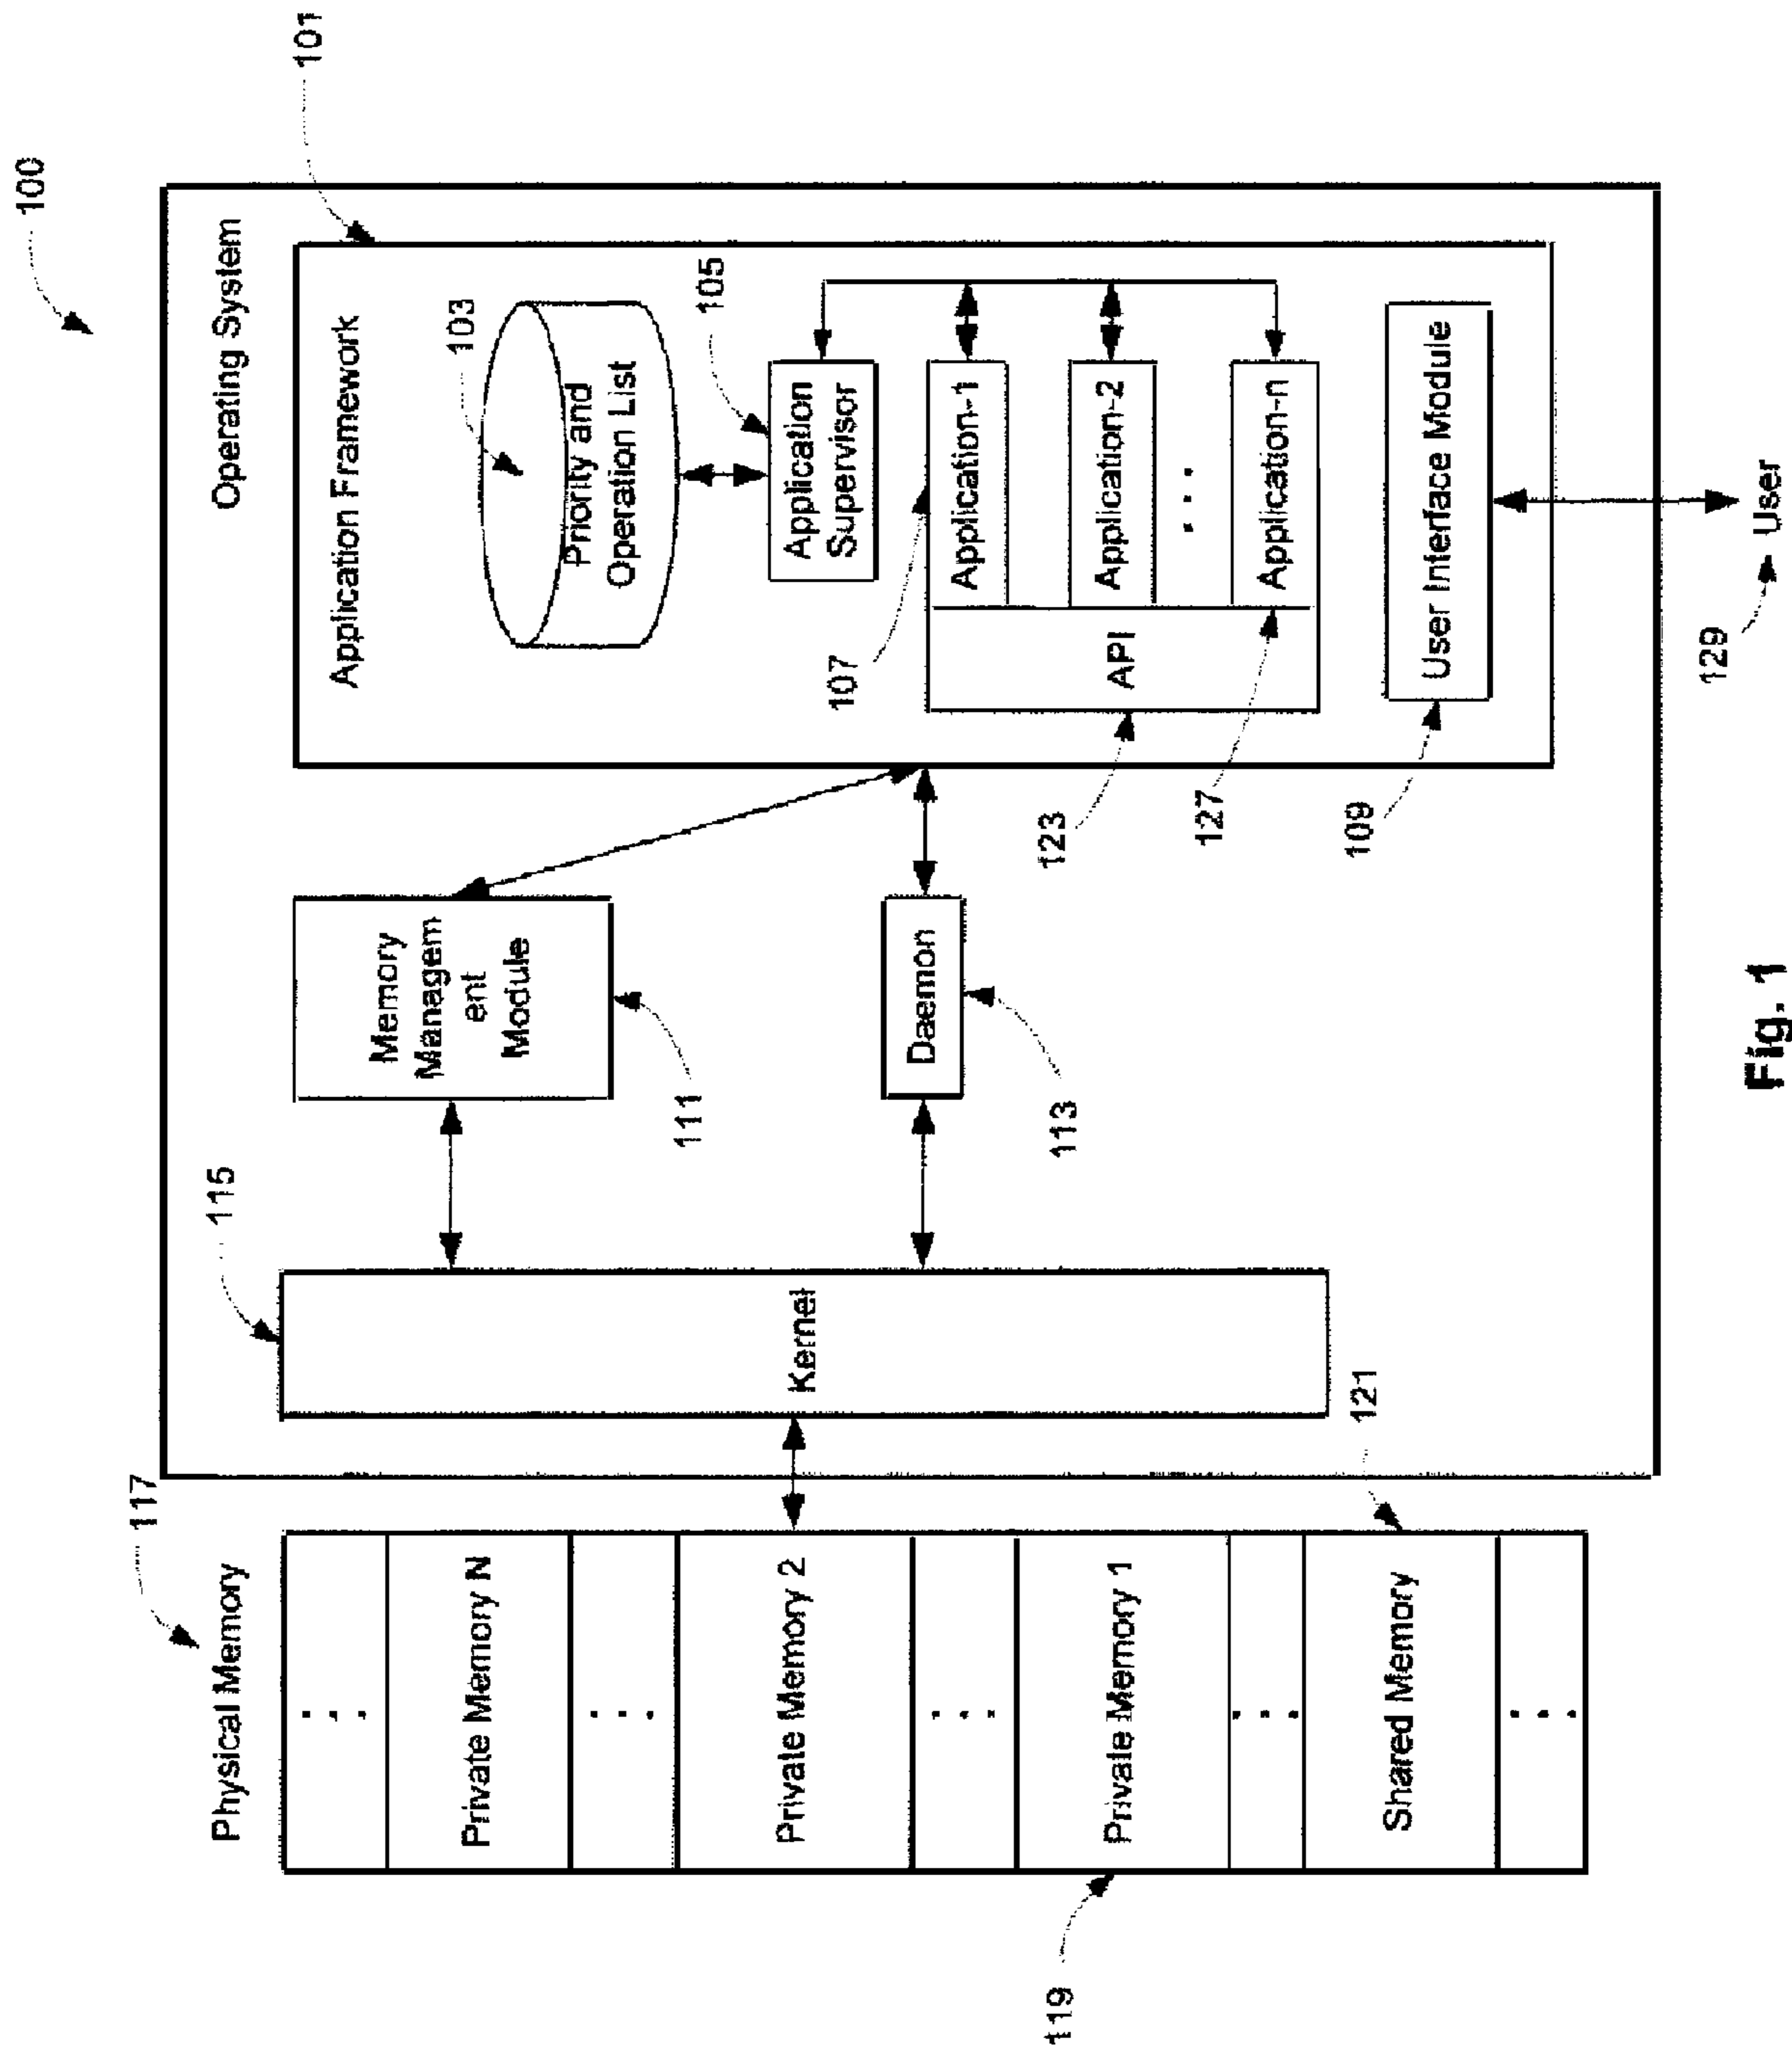 100
101
Operating System
Application Framework
103
Priority and
Operation List
105
Application
Supervisor
107
Application-1
Application-2
...
Application-n
API
123
127
User Interface Module
109
User
129
Memory
Managem
ent
Module
111
Daemon
113
115
Kernel
117
Physical Memory
...
Private Memory N
...
Private Memory 2
...
Private Memory 1
119
...
Shared Memory
121
...
Fig. 1